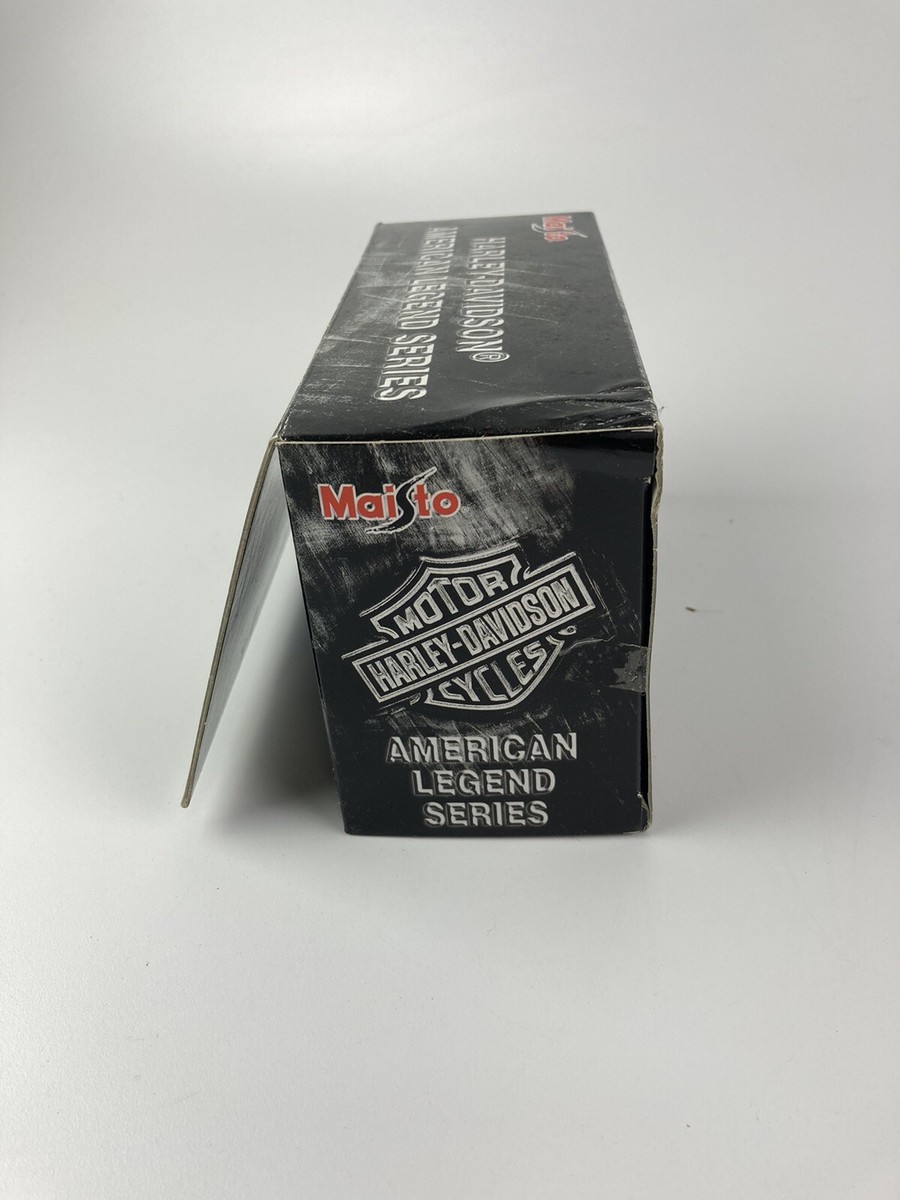 Maisto
HARLEY-DAVIDSON®
AMERICAN LEGEND SERIES
Maisto
MOTOR
HARLEY-DAVIDSON
CYCLES
AMERICAN
LEGEND
SERIES